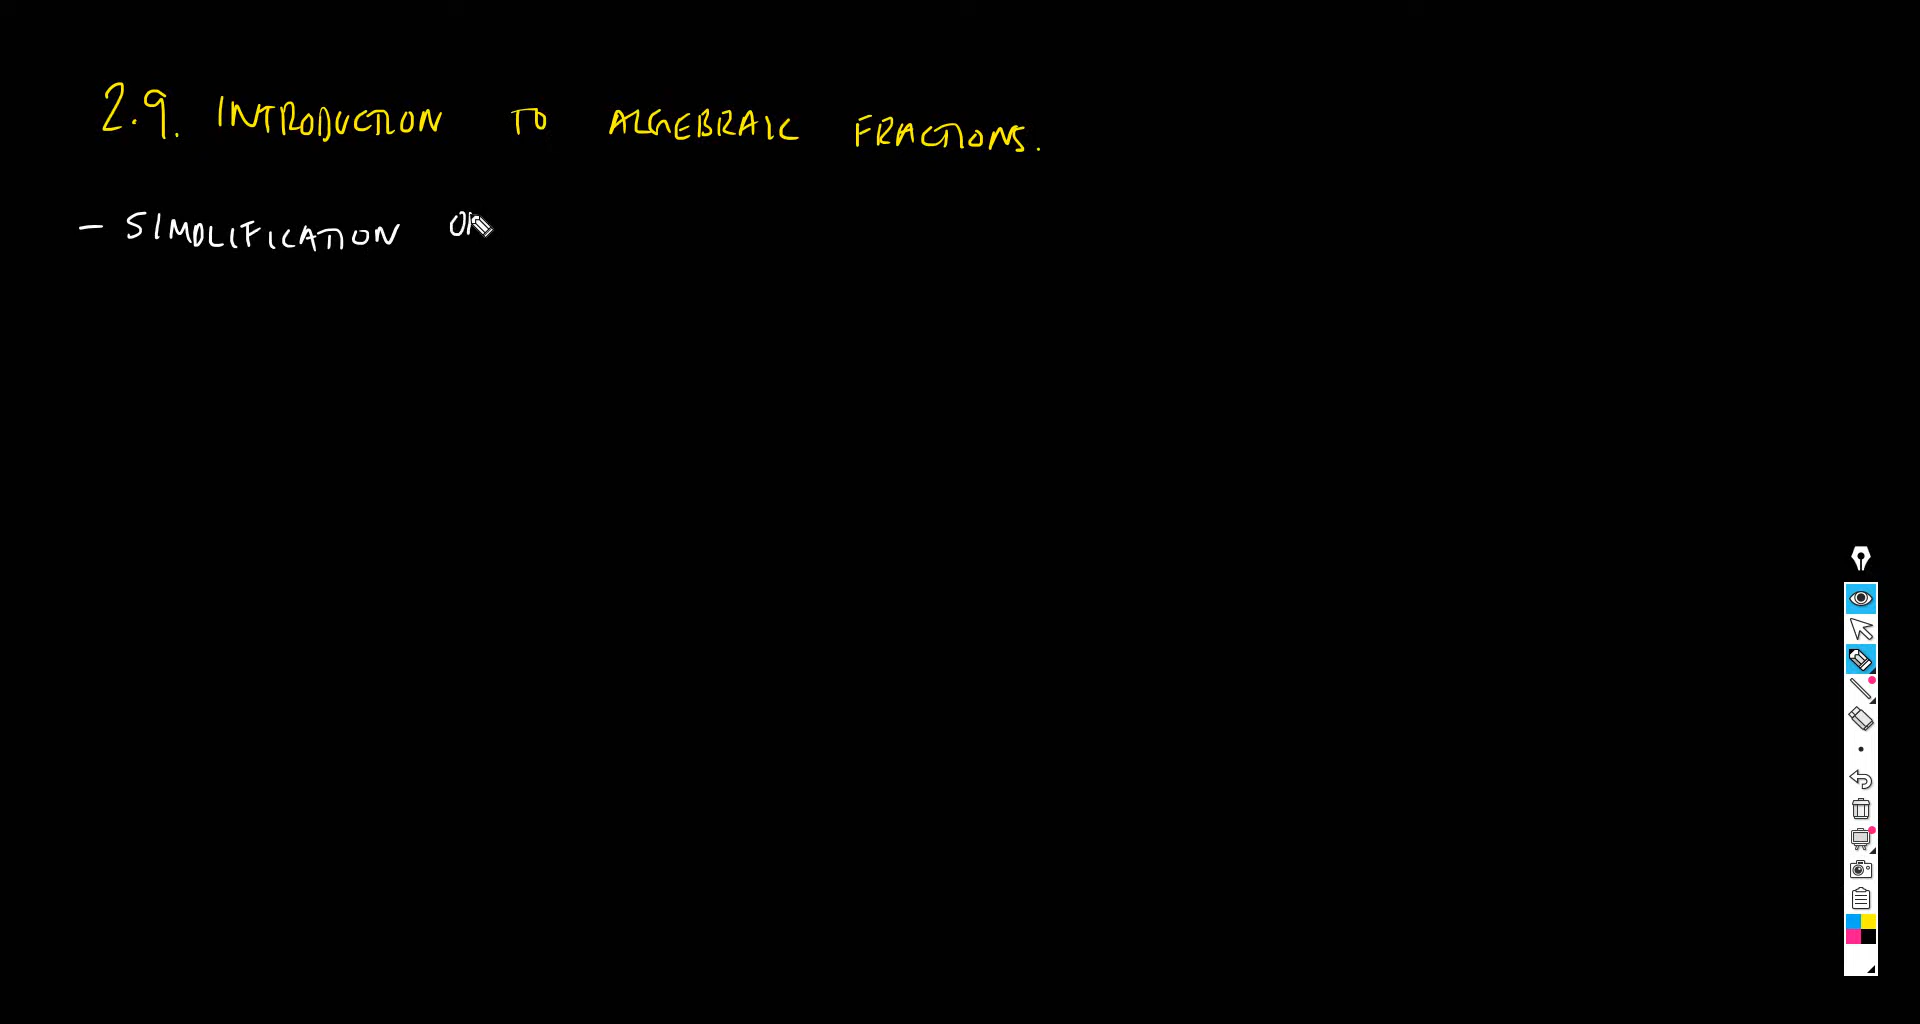 2.9. INTRODUCTION TO ALGEBRAIC FRACTIONS.
- SIMPLIFICATION